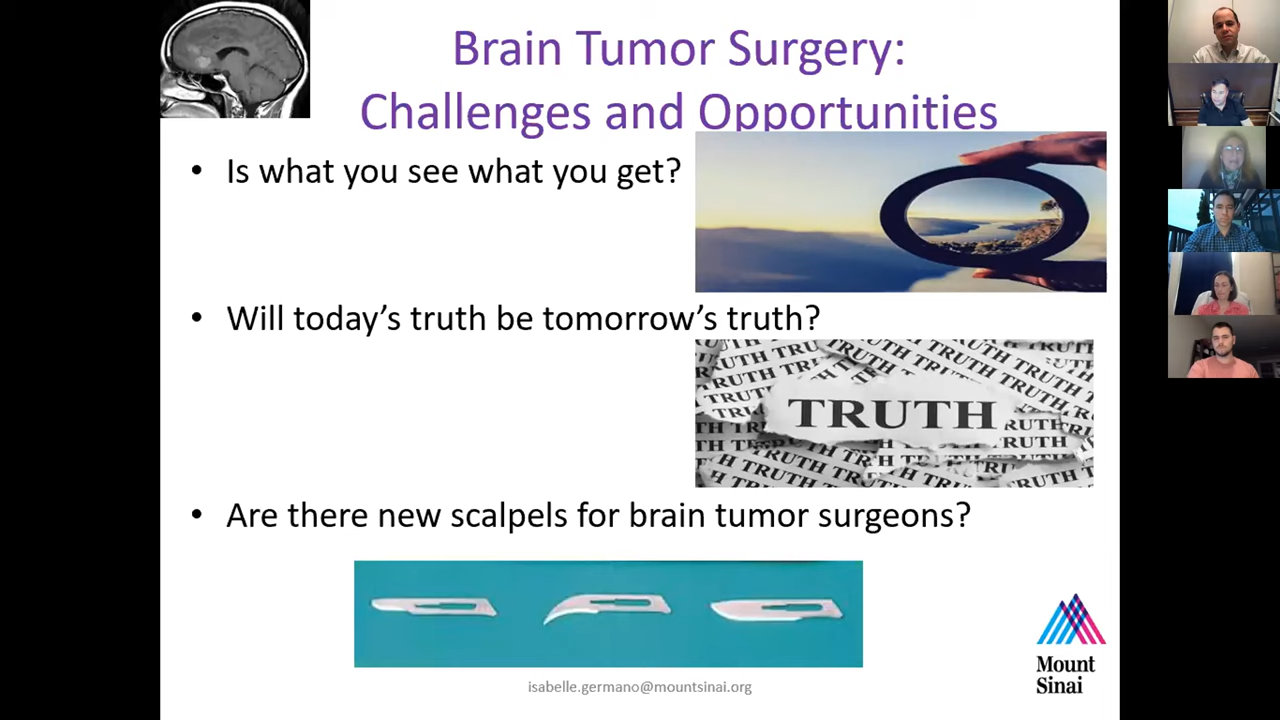 Brain Tumor Surgery:
Challenges and Opportunities
• Is what you see what you get?
• Will today's truth be tomorrow's truth?
TRUTH
• Are there new scalpels for brain tumor surgeons?
Mount
Sinai
isabelle.germano@mountsinai.org